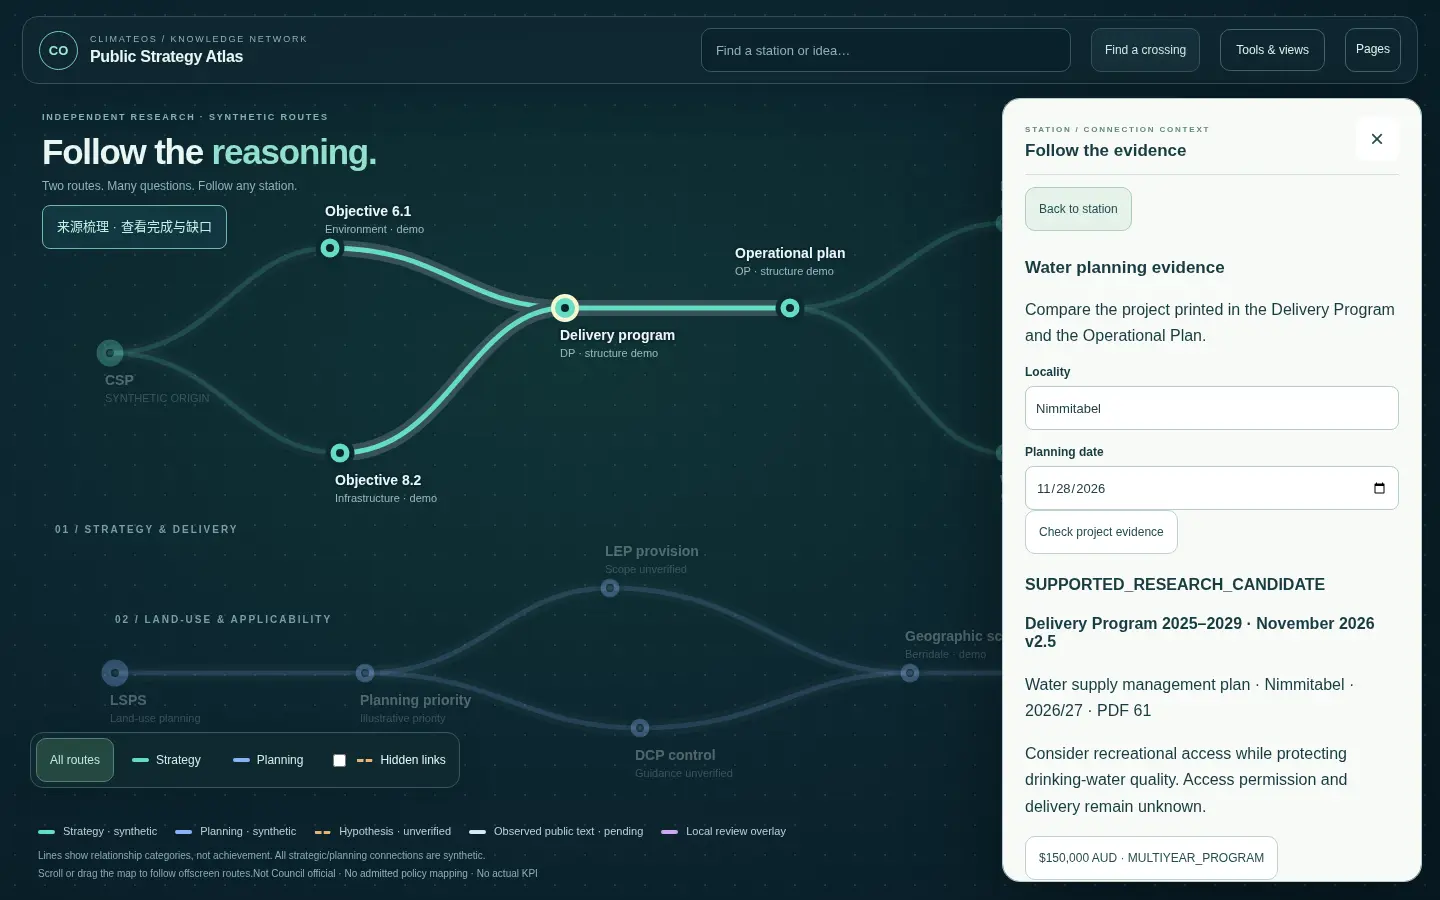 CO
CLIMATEOS / KNOWLEDGE NETWORK
Public Strategy Atlas
Find a station or idea…
Find a crossing
Tools & views
Pages
INDEPENDENT RESEARCH · SYNTHETIC ROUTES
Follow the reasoning.
Two routes. Many questions. Follow any station.
来源梳理 · 查看完成与缺口
Objective 6.1
Environment · demo
Operational plan
OP · structure demo
Delivery program
DP · structure demo
CSP
SYNTHETIC ORIGIN
Objective 8.2
Infrastructure · demo
01 / STRATEGY & DELIVERY
LEP provision
Scope unverified
02 / LAND-USE & APPLICABILITY
Geographic sc
Berridale · demo
LSPS
Land-use planning
Planning priority
Illustrative priority
DCP control
Guidance unverified
All routes
Strategy
Planning
Hidden links
Strategy · synthetic
Planning · synthetic
Hypothesis · unverified
Observed public text · pending
Local review overlay
Lines show relationship categories, not achievement. All strategic/planning connections are synthetic.
Scroll or drag the map to follow offscreen routes.Not Council official · No admitted policy mapping · No actual KPI
STATION / CONNECTION CONTEXT
Follow the evidence
×
Back to station
Water planning evidence
Compare the project printed in the Delivery Program
and the Operational Plan.
Locality
Nimmitabel
Planning date
11/28/2026
Check project evidence
SUPPORTED_RESEARCH_CANDIDATE
Delivery Program 2025–2029 · November 2026
v2.5
Water supply management plan · Nimmitabel ·
2026/27 · PDF 61
Consider recreational access while protecting
drinking-water quality. Access permission and
delivery remain unknown.
$150,000 AUD · MULTIYEAR_PROGRAM